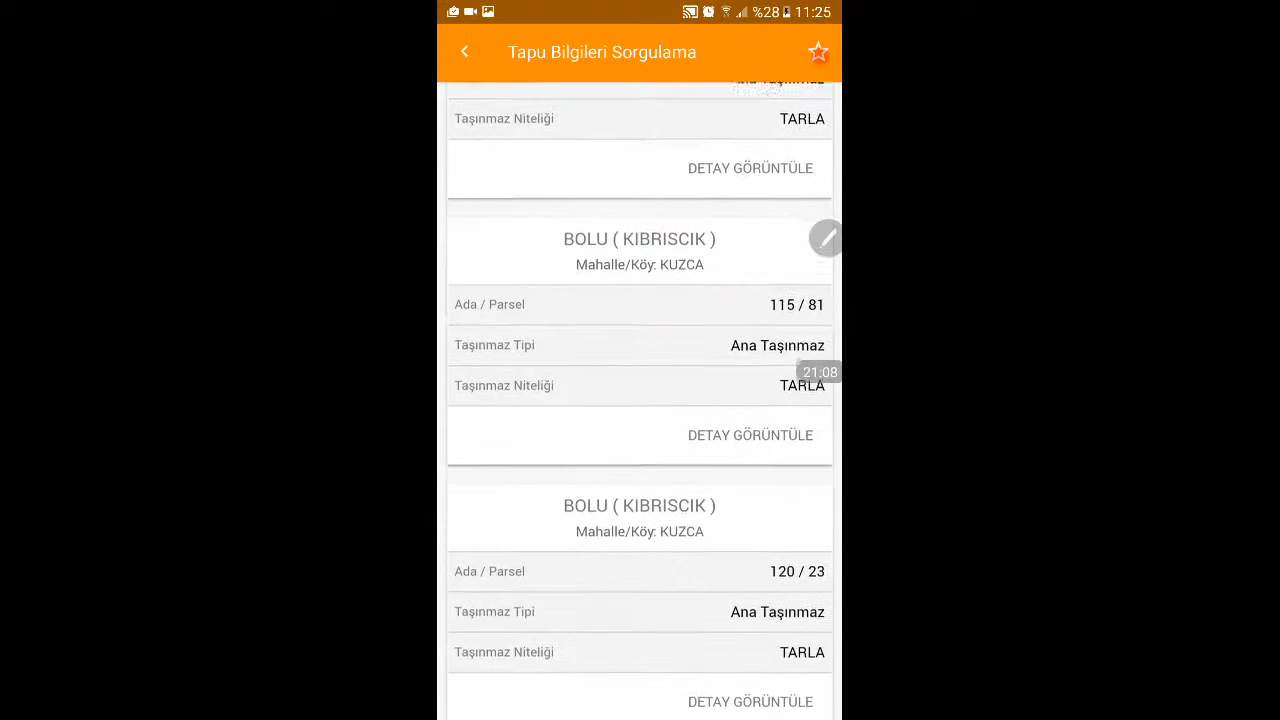 %28 11:25
Tapu Bilgileri Sorgulama
Ana Taşınmaz
Taşınmaz Niteliği TARLA
DETAY GÖRÜNTÜLE
BOLU ( KIBRISCIK )
Mahalle/Köy: KUZCA
Ada / Parsel 115 / 81
Taşınmaz Tipi Ana Taşınmaz
21:08
Taşınmaz Niteliği TARLA
DETAY GÖRÜNTÜLE
BOLU ( KIBRISCIK )
Mahalle/Köy: KUZCA
Ada / Parsel 120 / 23
Taşınmaz Tipi Ana Taşınmaz
Taşınmaz Niteliği TARLA
DETAY GÖRÜNTÜLE